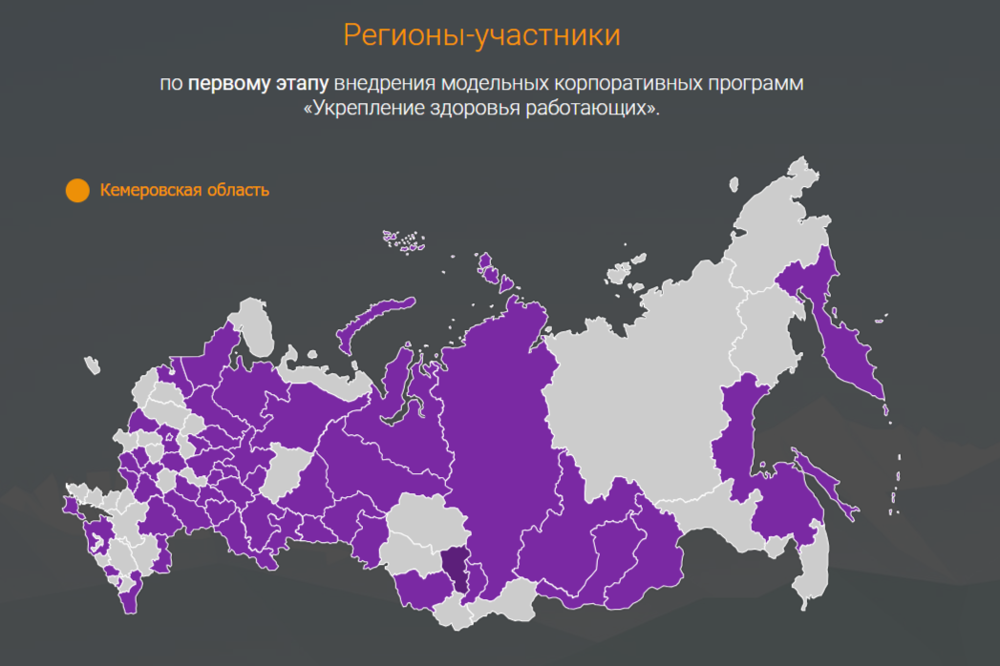 Регионы-участники
по первому этапу внедрения модельных корпоративных программ
«Укрепление здоровья работающих».
Кемеровская область